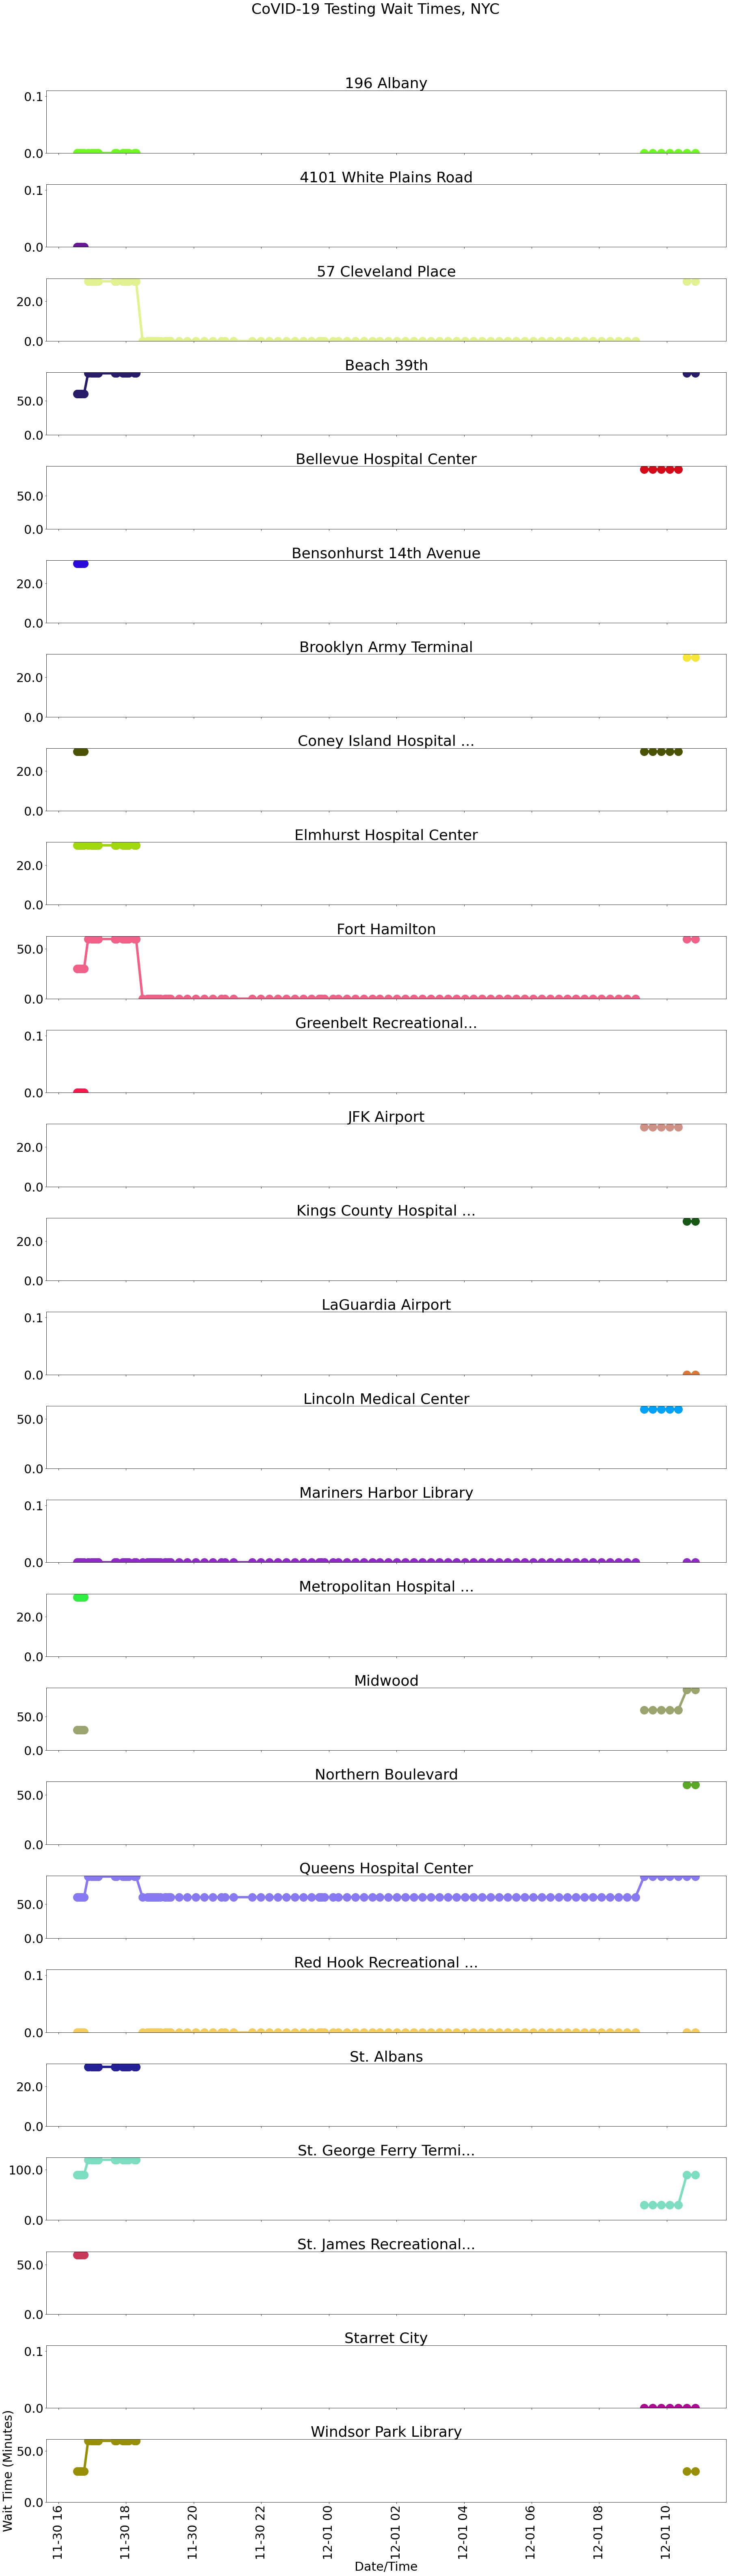 CoVID-19 Testing Wait Times, NYC
196 Albany
0.1
0.0
4101 White Plains Road
0.1
0.0
57 Cleveland Place
20.0
0.0
Beach 39th
50.0
0.0
Bellevue Hospital Center
50.0
0.0
Bensonhurst 14th Avenue
20.0
0.0
Brooklyn Army Terminal
20.0
0.0
Coney Island Hospital ...
20.0
0.0
Elmhurst Hospital Center
20.0
0.0
Fort Hamilton
50.0
0.0
Greenbelt Recreational...
0.1
0.0
JFK Airport
20.0
0.0
Kings County Hospital ...
20.0
0.0
LaGuardia Airport
0.1
0.0
Lincoln Medical Center
50.0
0.0
Mariners Harbor Library
0.1
0.0
Metropolitan Hospital ...
20.0
0.0
Midwood
50.0
0.0
Northern Boulevard
50.0
0.0
Queens Hospital Center
50.0
0.0
Red Hook Recreational ...
0.1
0.0
St. Albans
20.0
0.0
St. George Ferry Termi...
100.0
0.0
St. James Recreational...
50.0
0.0
Starret City
0.1
0.0
Windsor Park Library
50.0
0.0
Wait Time (Minutes)
11-30 16
11-30 18
11-30 20
11-30 22
12-01 00
12-01 02
12-01 04
12-01 06
12-01 08
12-01 10
Date/Time